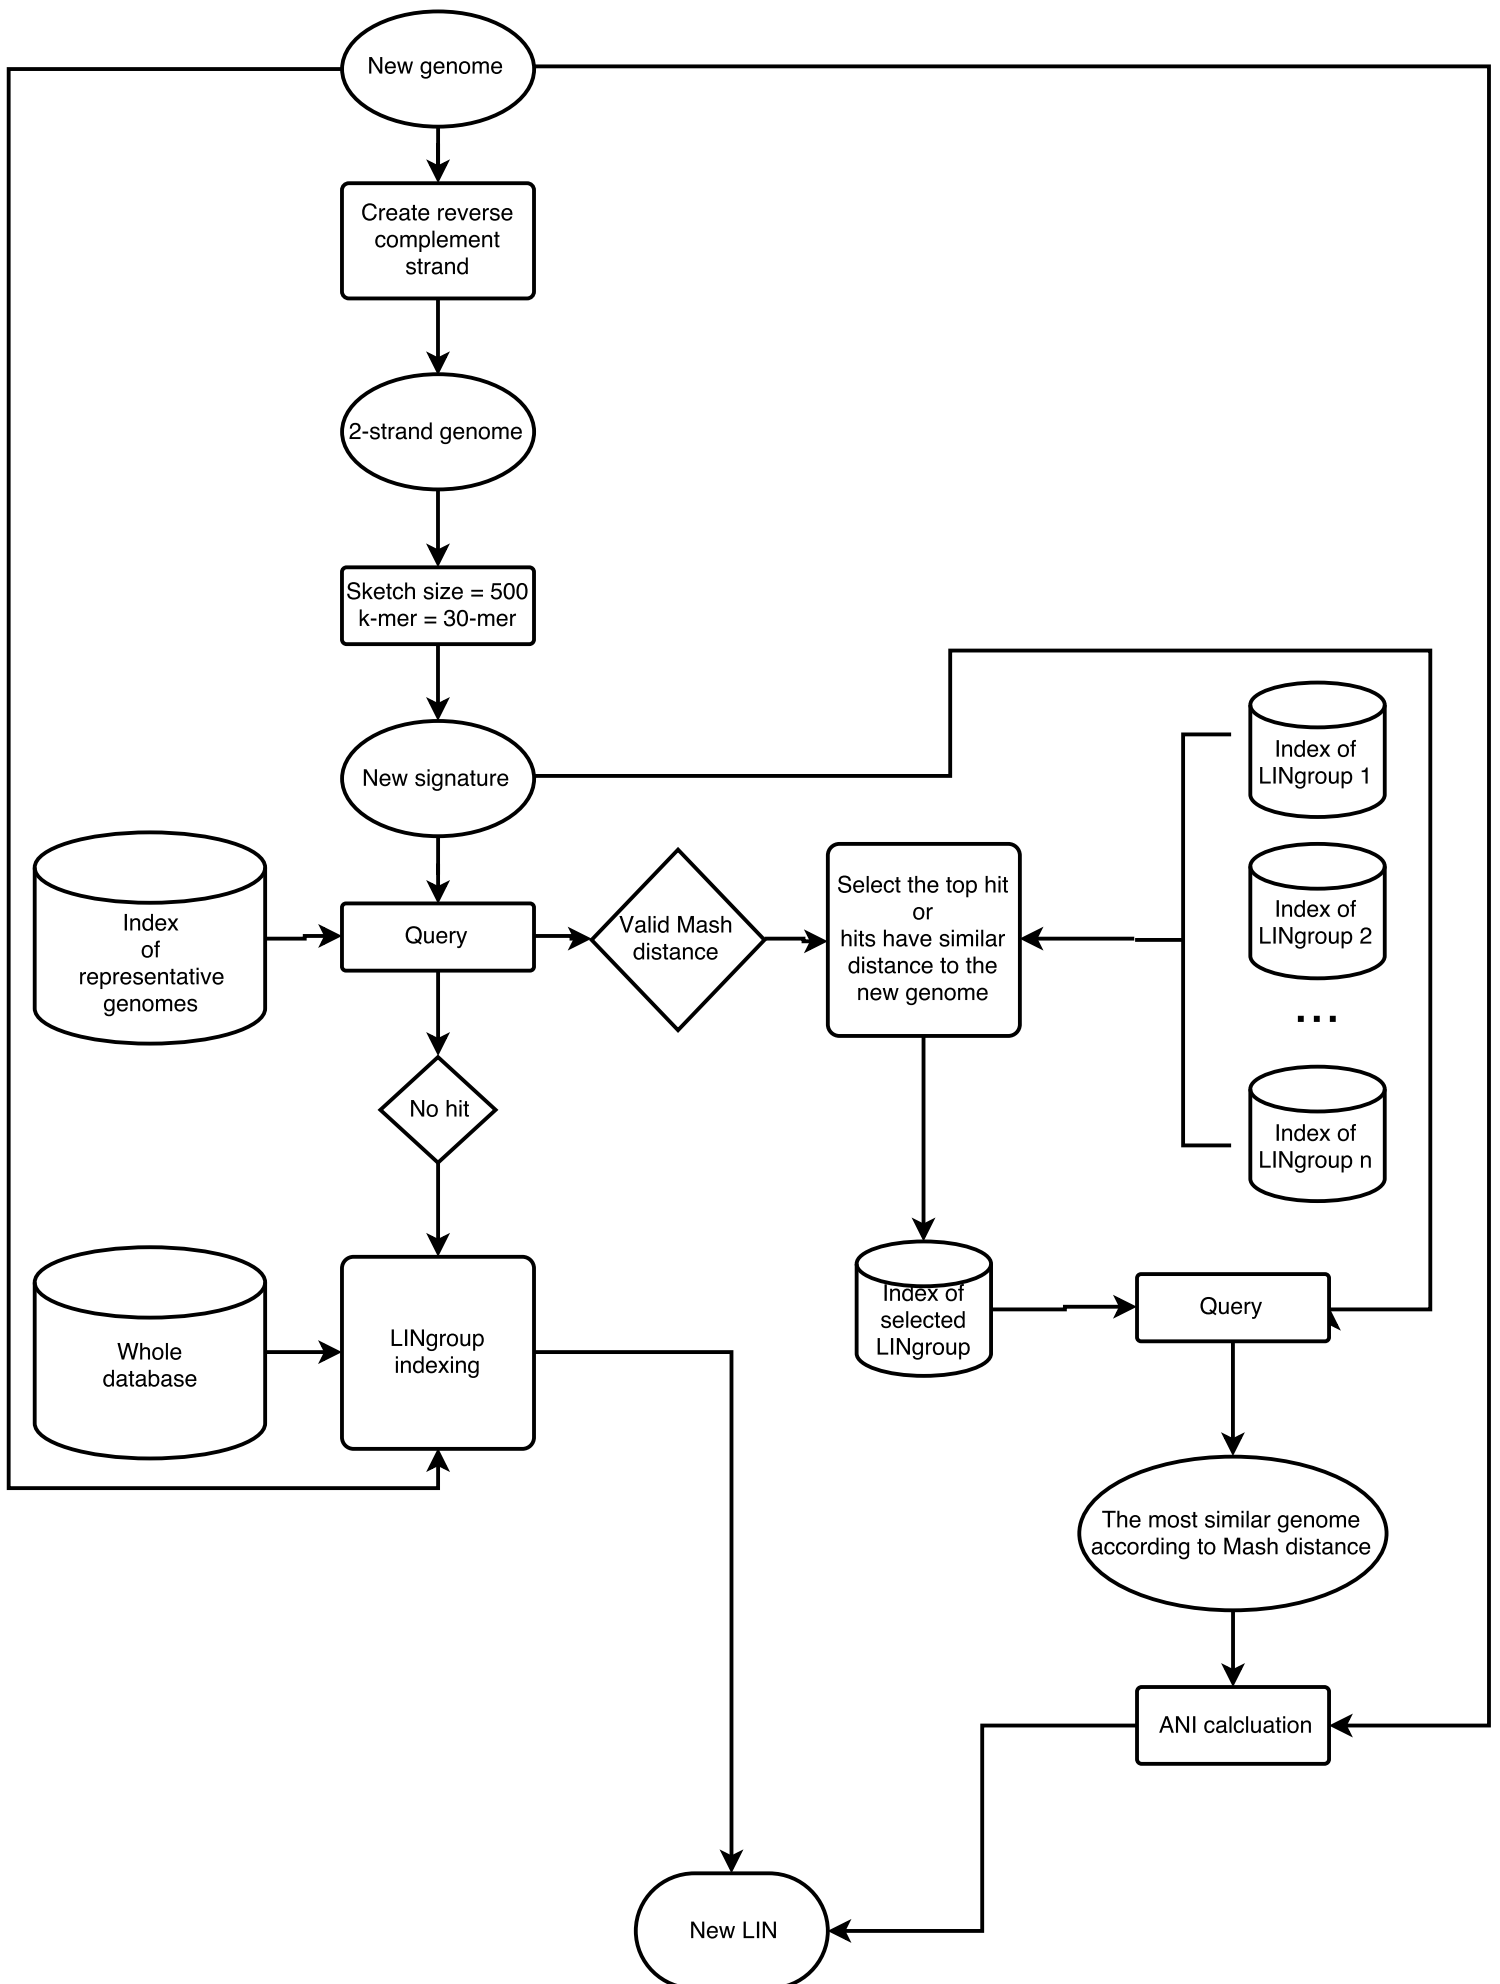 New genome
Create reverse
complement
strand
2-strand genome
Sketch size = 500
k-mer = 30-mer
New signature
Index of
LINgroup 1
Index
of
representative
genomes
Query
Valid Mash
distance
Select the top hit
or
hits have similar
distance to the
new genome
Index of
LINgroup 2
...
No hit
Index of
LINgroup n
Whole
database
LINgroup
indexing
Index of
selected
LINgroup
Query
The most similar genome
according to Mash distance
ANI calcluation
New LIN